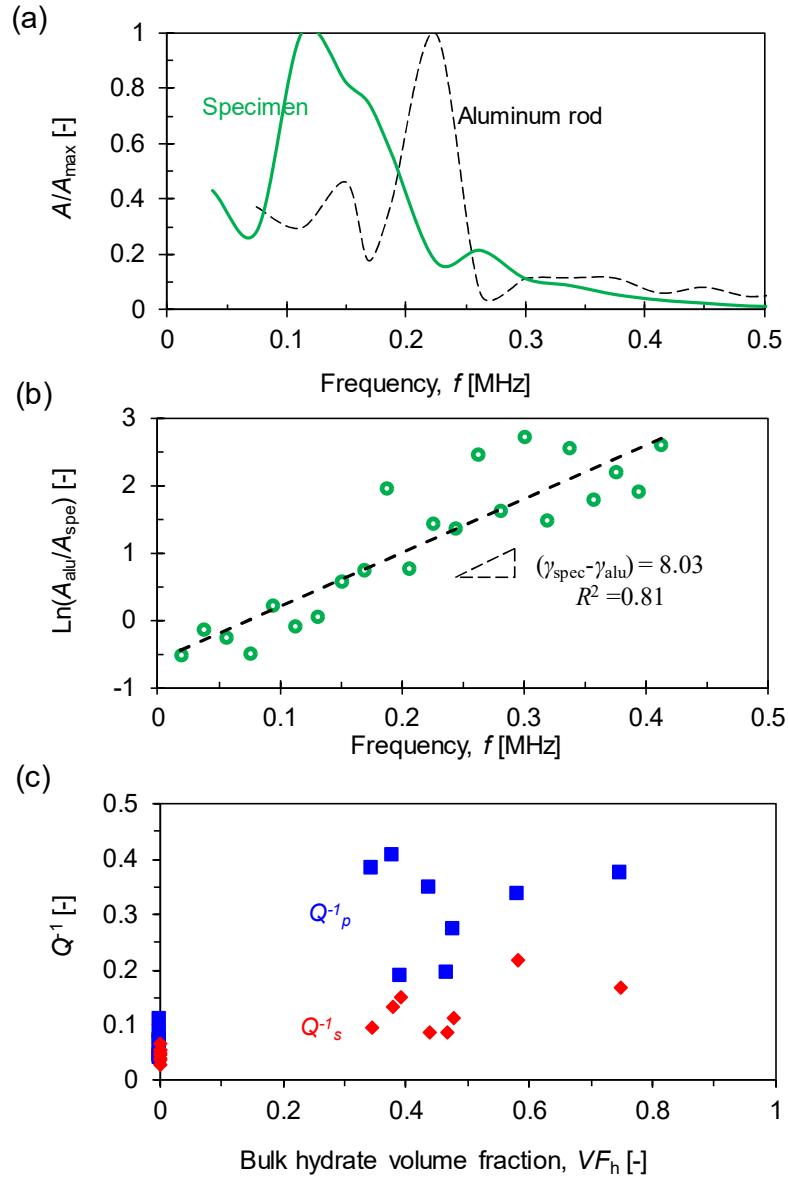 (a)
1
0.8
0.6
0.4
0.2
0
A/Amax [-]
Specimen
Aluminum rod
0 0.1 0.2 0.3 0.4 0.5
Frequency, f [MHz]
(b)
3
2
1
0
-1
Ln(Aalu/Aspe) [-]
(γspec-γalu) = 8.03
R² =0.81
0 0.1 0.2 0.3 0.4 0.5
Frequency, f [MHz]
(c)
0.5
0.4
0.3
0.2
0.1
0
Q-1 [-]
Q-1p
Q-1s
0 0.2 0.4 0.6 0.8 1
Bulk hydrate volume fraction, VFh [-]